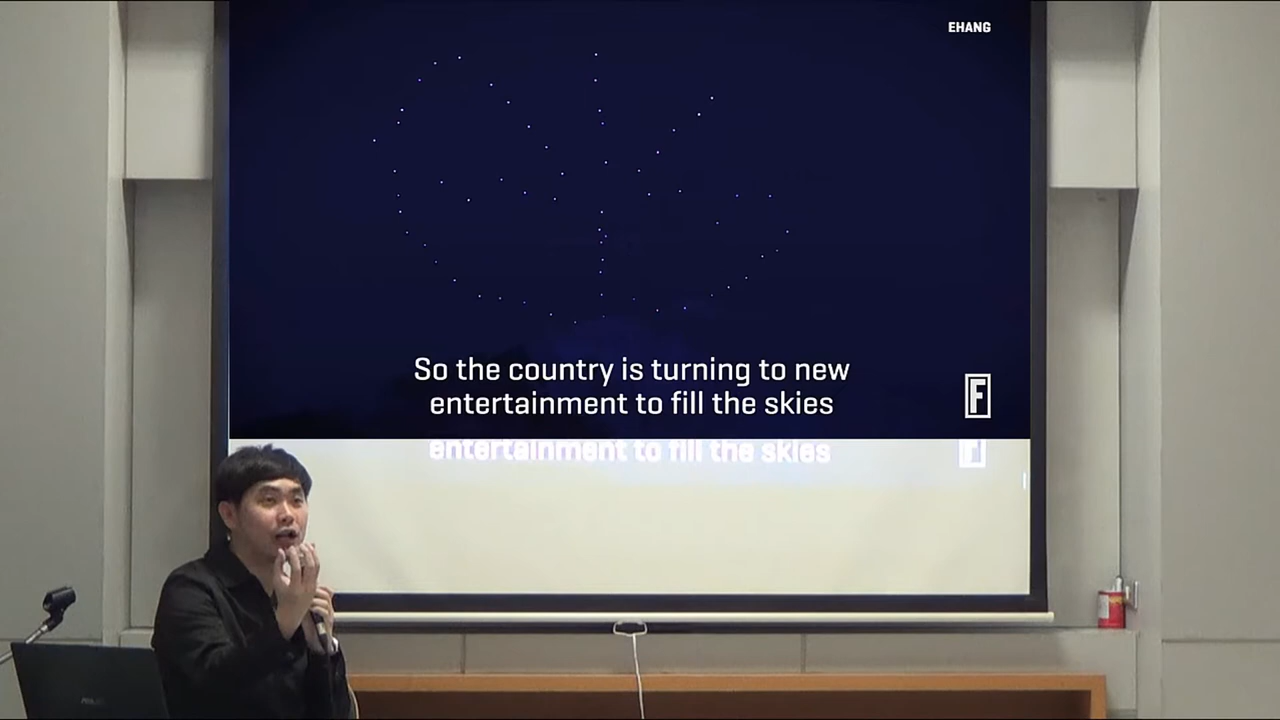 EHANG
So the country is turning to new
entertainment to fill the skies
F
entertainment to fill the skies
F